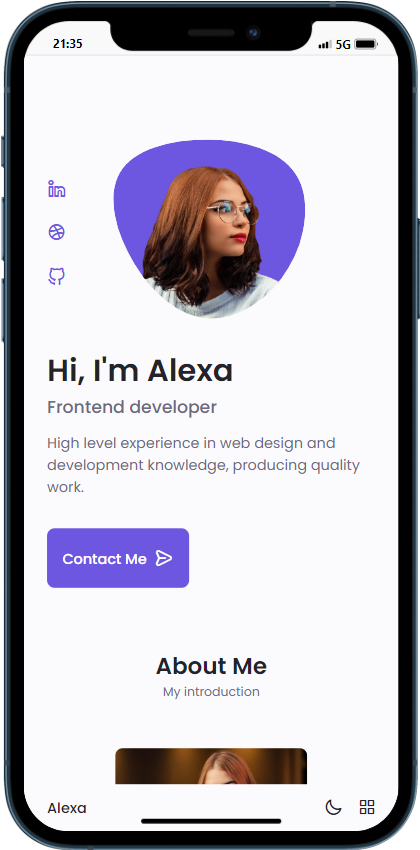 21:35
5G
Hi, I'm Alexa
Frontend developer
High level experience in web design and
development knowledge, producing quality
work.
Contact Me
About Me
My introduction
Alexa